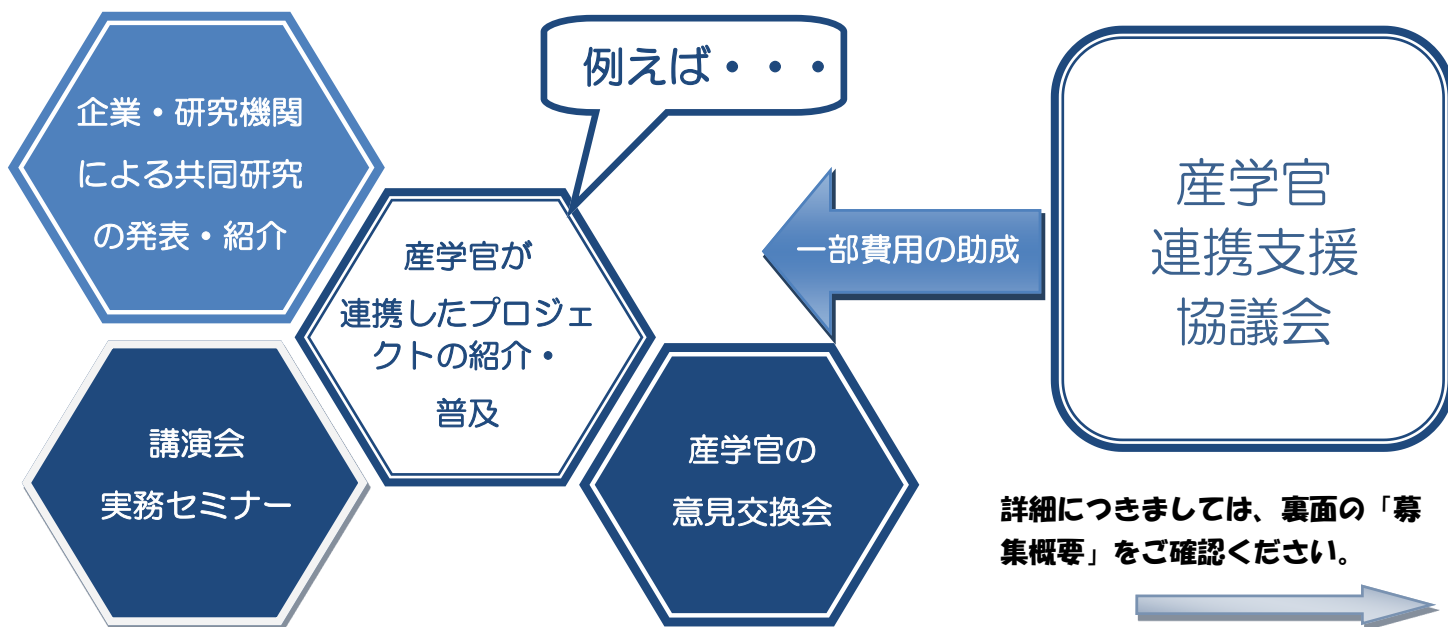 例えば・・・
企業・研究機関
による共同研究
の発表・紹介
産学官が
連携したプロジェ
クトの紹介・
普及
講演会
実務セミナー
産学官の
意見交換会
一部費用の助成
産学官
連携支援
協議会
詳細につきましては、裏面の「募
集概要」をご確認ください。